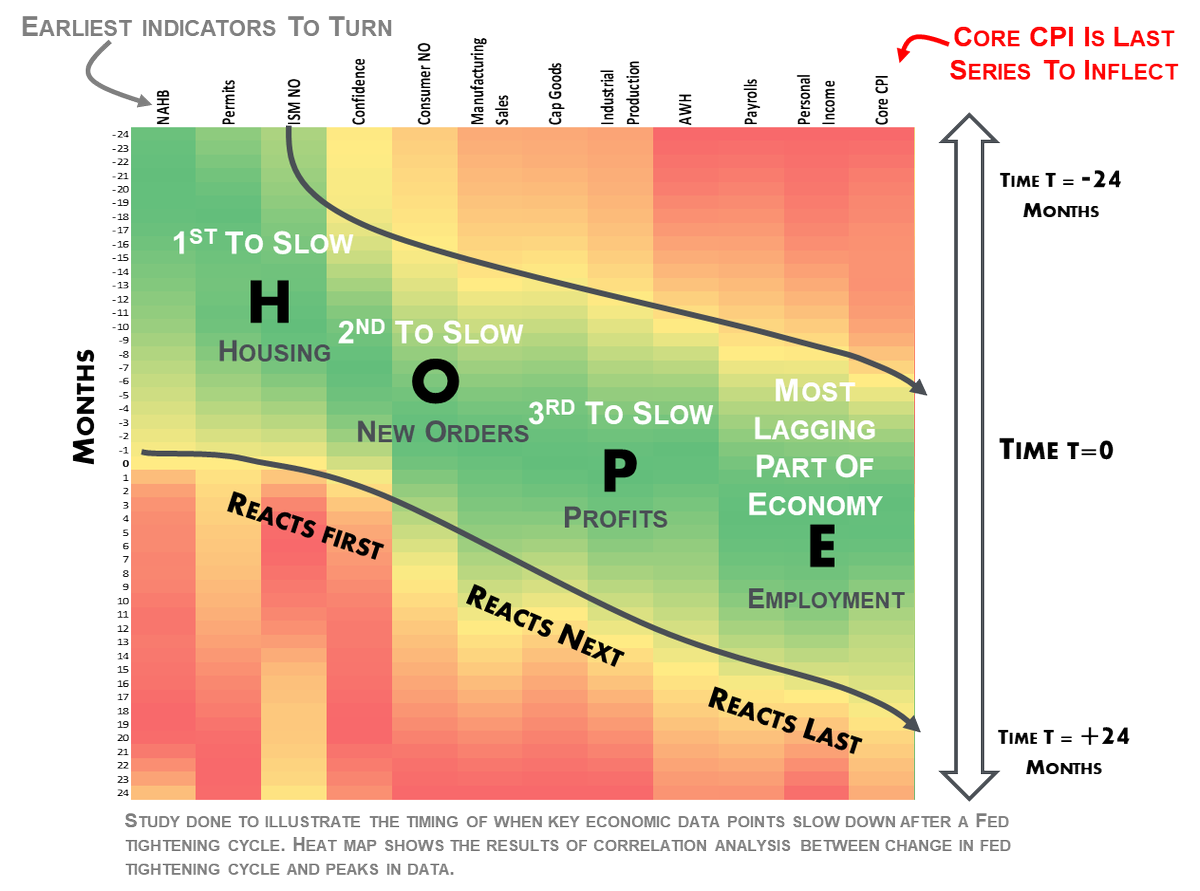 EARLIEST INDICATORS TO TURN
CORE CPI IS LAST
SERIES TO INFLECT
NAHB
Permits
ISM NO
Confidence
Consumer NO
Manufacturing
Sales
Cap Goods
Industrial
Production
AWH
Payrolls
Personal
Income
Core CPI
MONTHS
-24
-23
-22
-21
-20
-19
-18
-17
-16
-15
-14
-13
-12
-11
-10
-9
-8
-7
-6
-5
-4
-3
-2
-1
0
1
2
3
4
5
6
7
8
9
10
11
12
13
14
15
16
17
18
19
20
21
22
23
24
1ST TO SLOW
H
HOUSING
2ND TO SLOW
O
NEW ORDERS
3RD TO SLOW
P
PROFITS
MOST
LAGGING
PART OF
ECONOMY
E
EMPLOYMENT
REACTS FIRST
REACTS NEXT
REACTS LAST
TIME T = -24
MONTHS
TIME T=0
TIME T = +24
MONTHS
STUDY DONE TO ILLUSTRATE THE TIMING OF WHEN KEY ECONOMIC DATA POINTS SLOW DOWN AFTER A FED
TIGHTENING CYCLE. HEAT MAP SHOWS THE RESULTS OF CORRELATION ANALYSIS BETWEEN CHANGE IN FED
TIGHTENING CYCLE AND PEAKS IN DATA.